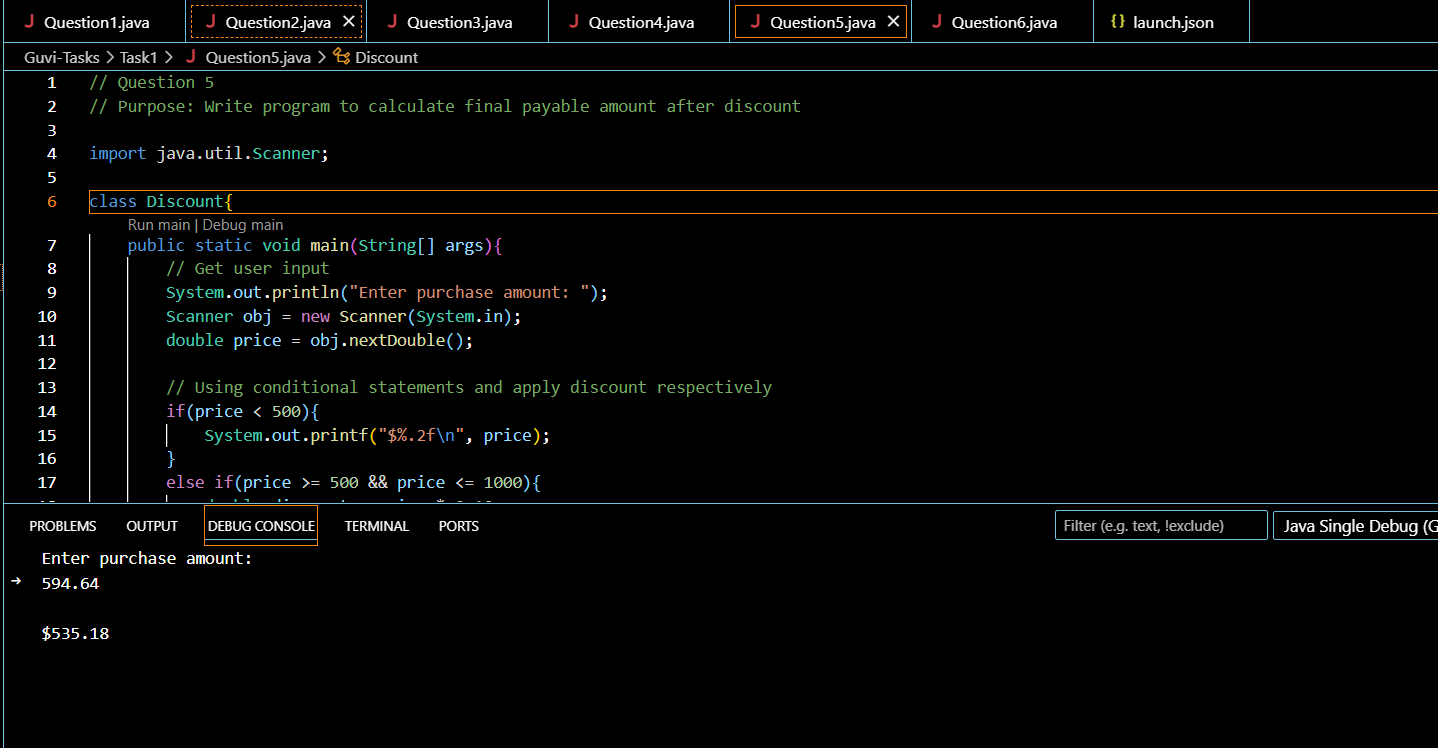 Question1.java Question2.java Question3.java Question4.java Question5.java Question6.java {} launch.json
Guvi-Tasks > Task1 > Question5.java > Discount
1 // Question 5
2 // Purpose: Write program to calculate final payable amount after discount
3
4 import java.util.Scanner;
5
6 class Discount{
Run main | Debug main
7 public static void main(String[] args){
8 // Get user input
9 System.out.println("Enter purchase amount: ");
10 Scanner obj = new Scanner(System.in);
11 double price = obj.nextDouble();
12
13 // Using conditional statements and apply discount respectively
14 if(price < 500){
15 System.out.printf("$%.2f\n", price);
16 }
17 else if(price >= 500 && price <= 1000){
PROBLEMS OUTPUT DEBUG CONSOLE TERMINAL PORTS Filter (e.g. text, !exclude) Java Single Debug (G
Enter purchase amount:
594.64
$535.18